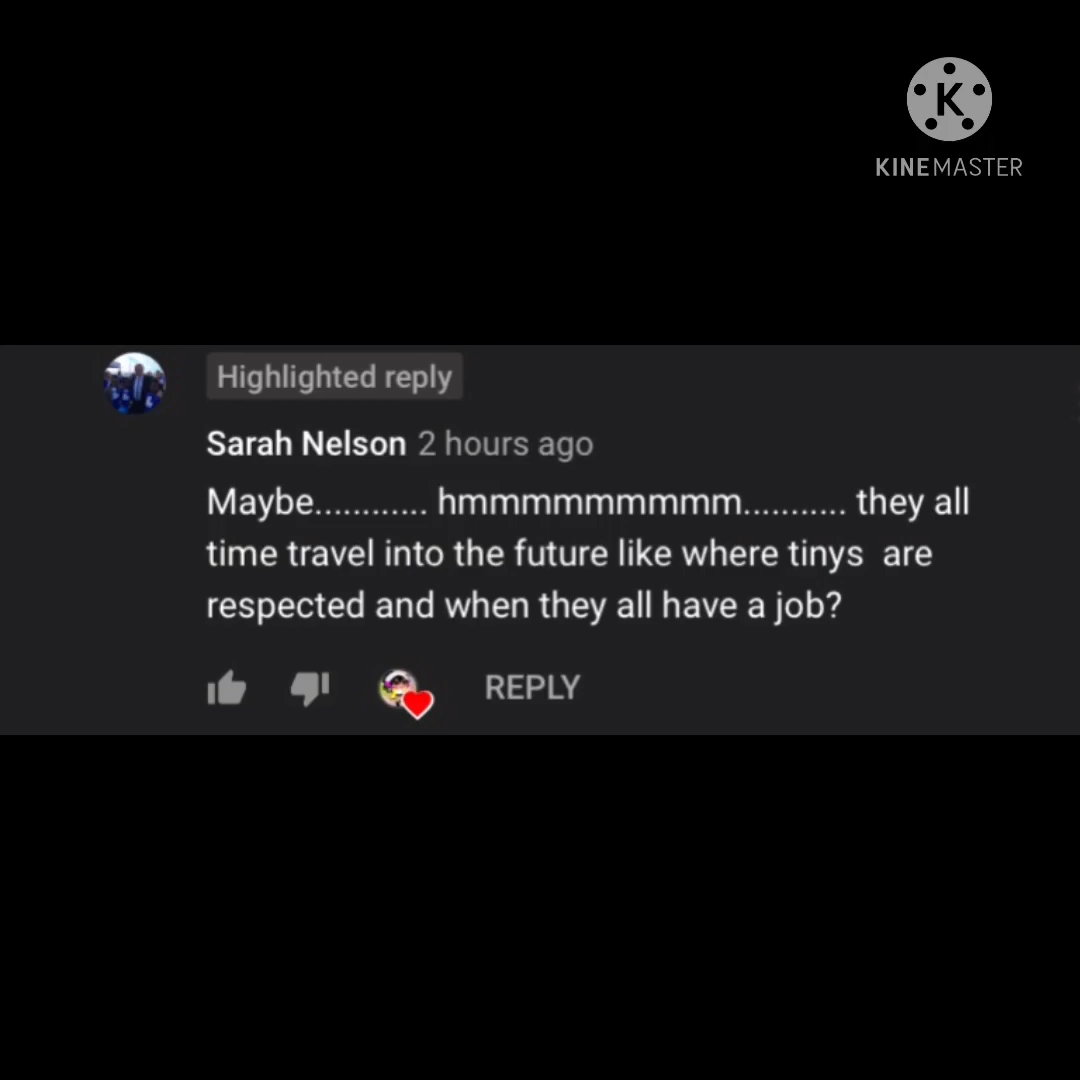 K
KINEMASTER
Highlighted reply
Sarah Nelson 2 hours ago
Maybe............ hmmmmmmmmm........... they all
time travel into the future like where tinys  are
respected and when they all have a job?
REPLY